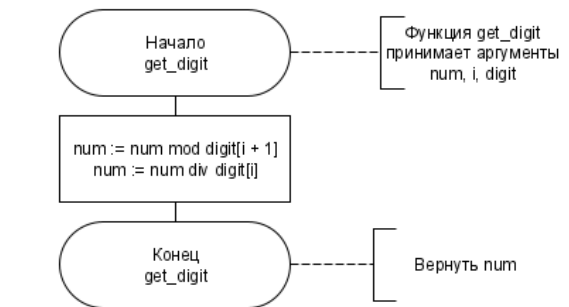 Начало
get_digit
Функция get_digit
принимает аргументы
num, i, digit
num := num mod digit[i + 1]
num := num div digit[i]
Конец
get_digit
Вернуть num